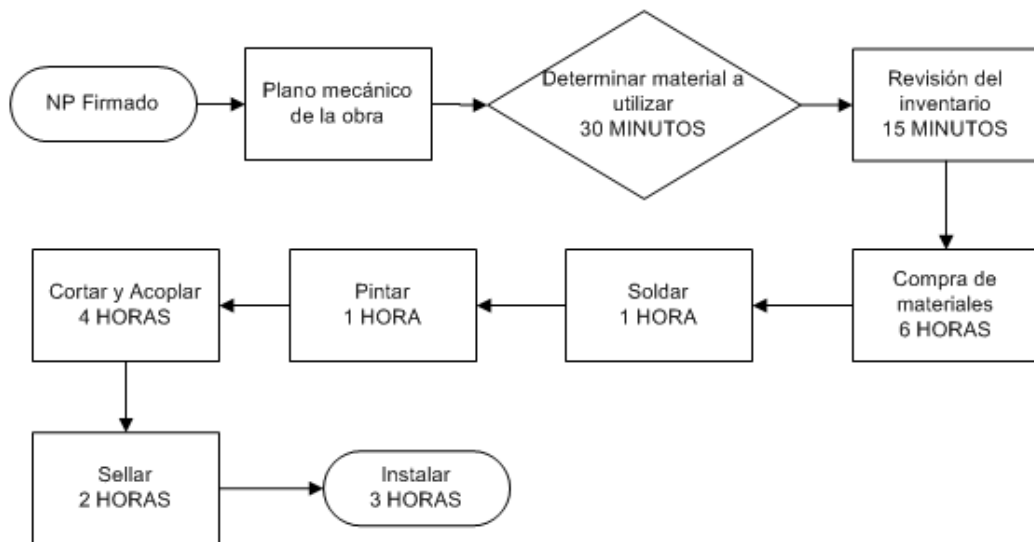 NP Firmado
Plano mecánico
de la obra
Determinar material a
utilizar
30 MINUTOS
Revisión del
inventario
15 MINUTOS
Compra de
materiales
6 HORAS
Soldar
1 HORA
Pintar
1 HORA
Cortar y Acoplar
4 HORAS
Sellar
2 HORAS
Instalar
3 HORAS